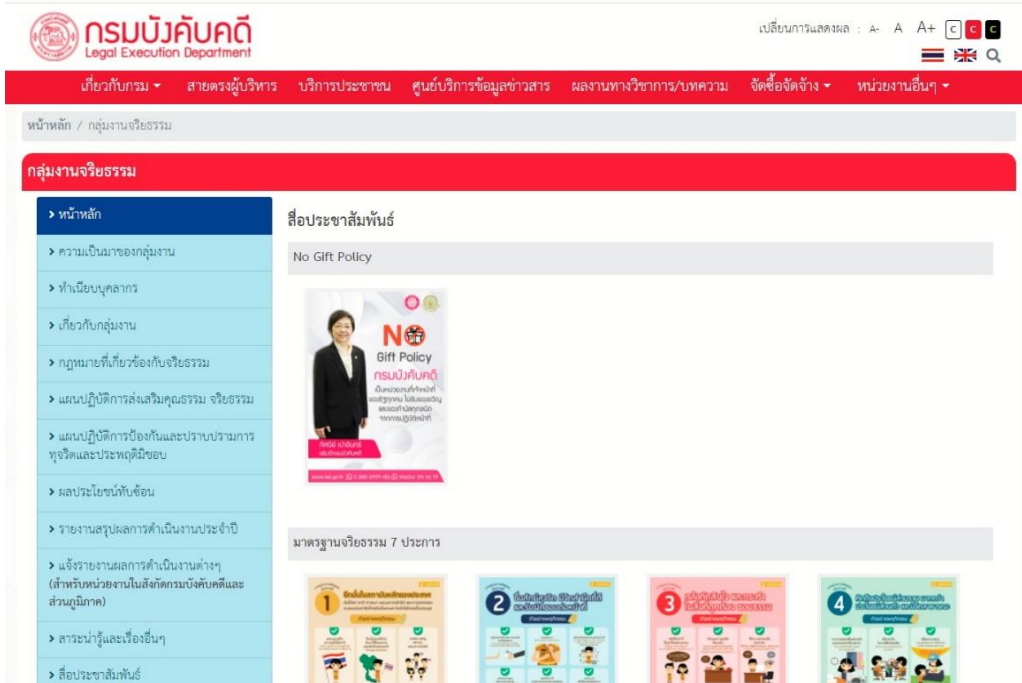 กรมบังคับคดี
Legal Execution Department
เปลี่ยนการแสดงผล : A- A A+ C C C
เกี่ยวกับกรม สายตรงผู้บริหาร บริการประชาชน ศูนย์บริการข้อมูลข่าวสาร ผลงานทางวิชาการ/บทความ จัดซื้อจัดจ้าง หน่วยงานอื่นๆ
หน้าหลัก / กลุ่มงานจริยธรรม
กลุ่มงานจริยธรรม
หน้าหลัก
ความเป็นมาของกลุ่มงาน
ทำเนียบบุคลากร
เกี่ยวกับกลุ่มงาน
กฎหมายที่เกี่ยวข้องกับจริยธรรม
แผนปฏิบัติการส่งเสริมคุณธรรม จริยธรรม
แผนปฏิบัติการป้องกันและปราบปรามการ
ทุจริตและประพฤติมิชอบ
ผลประโยชน์ทับซ้อน
รายงานสรุปผลการดำเนินงานประจำปี
แจ้งรายงานผลการดำเนินงานต่างๆ
(สำหรับหน่วยงานในสังกัดกรมบังคับคดีและ
ส่วนภูมิภาค)
สาระน่ารู้และเรื่องอื่นๆ
สื่อประชาสัมพันธ์
สื่อประชาสัมพันธ์
No Gift Policy
NO
Gift Policy
กรมบังคับคดี
มาตรฐานจริยธรรม 7 ประการ
1 ยึดมั่นในสถาบันหลักของประเทศ
2
3
4